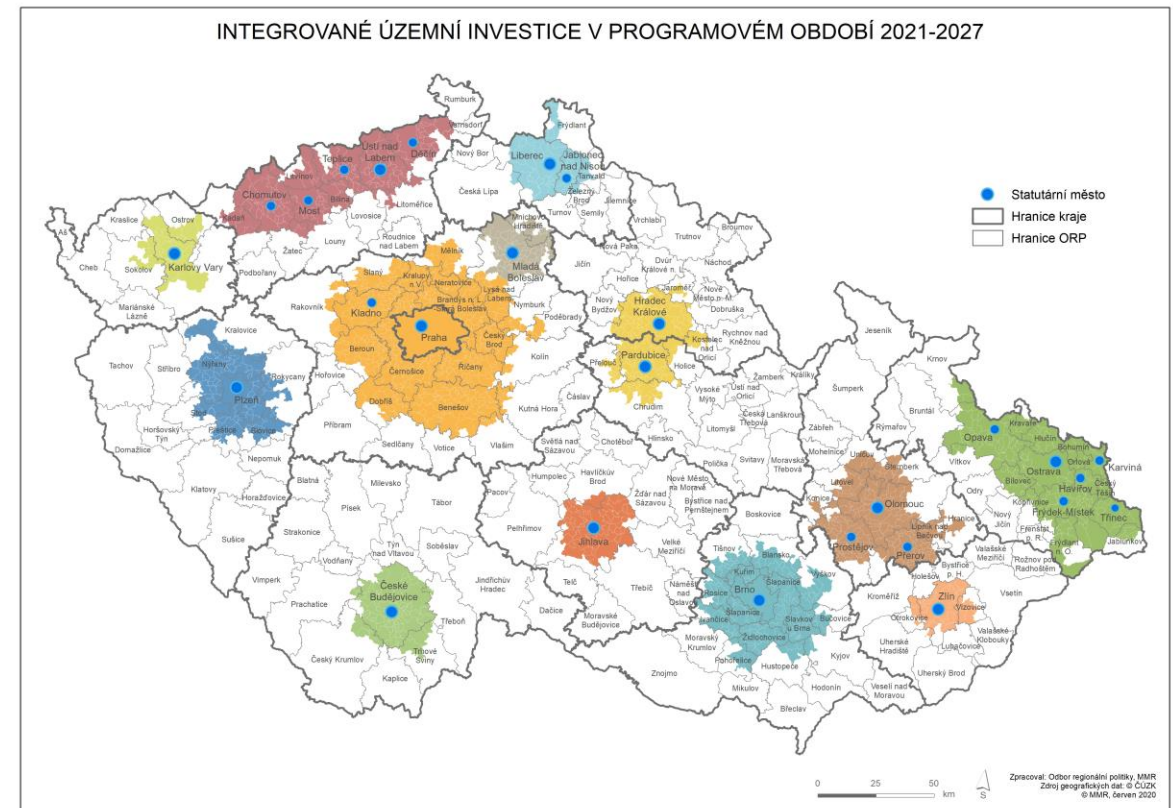 INTEGROVANÉ ÚZEMNÍ INVESTICE V PROGRAMOVÉM OBDOBÍ 2021-2027
Statutární město
Hranice kraje
Hranice ORP
Rumburk
Varnsdorf
Děčín
Ústí nad
Labem
Teplice
Litvínov
Bílina
Chomutov
Most
Kadaň
Litoměřice
Lovosice
Roudnice
nad Labem
Louny
Žatec
Podbořany
Nový Bor
Česká Lípa
Frýdlant
Liberec
Jablonec
nad Nisou
Tanvald
Železný
Brod
Turnov
Semily
Jilemnice
Vrchlabí
Trutnov
Broumov
Náchod
Nová Paka
Dvůr
Králové n. L.
Jičín
Hořice
Jaroměř
Nové
Město n. M.
Nový
Bydžov
Dobruška
Hradec
Králové
Rychnov nad
Kněžnou
Kostelec
nad
Orlicí
Pardubice
Přelouč
Holice
Chrudim
Kraslice
Ostrov
Aš
Cheb
Sokolov
Karlovy Vary
Mariánské
Lázně
Mnichovo
Hradiště
Mladá
Boleslav
Mělník
Slaný
Kralupy
n. V.
Neratovice
Brandýs n. L.
Stará Boleslav
Lysá nad
Labem
Nymburk
Poděbrady
Rakovník
Kladno
Praha
Český
Brod
Kolín
Beroun
Černošice
Říčany
Hořovice
Dobříš
Benešov
Kutná Hora
Čáslav
Příbram
Sedlčany
Votice
Vlašim
Kralovice
Tachov
Stříbro
Nýřany
Rokycany
Plzeň
Stod
Přeštice
Blovice
Horšovský
Týn
Domažlice
Nepomuk
Klatovy
Horažďovice
Sušice
Blatná
Milevsko
Písek
Tábor
Strakonice
Týn
nad Vltavou
Soběslav
Vodňany
Vimperk
Prachatice
České
Budějovice
Jindřichův
Hradec
Třeboň
Trhové
Sviny
Český Krumlov
Kaplice
Dačice
Světlá nad
Sázavou
Chotěboř
Havlíčkův
Brod
Humpolec
Pacov
Pelhřimov
Žďár nad
Sázavou
Nové Město
na Moravě
Bystřice nad
Pernštejnem
Jihlava
Velké
Meziříčí
Telč
Třebíč
Náměšť
nad
Oslavou
Moravské
Budějovice
Hlinsko
Vysoké
Mýto
Ústí nad
Orlicí
Žamberk
Králíky
Česká
Třebová
Lanškroun
Litomyšl
Polička
Svitavy
Moravská
Třebová
Boskovice
Tišnov
Blansko
Kuřim
Vyškov
Brno
Šlapanice
Šlapanice
Rosice
Ivančice
Slavkov
u Brna
Bučovice
Židlochovice
Moravský
Krumlov
Pohořelice
Hustopeče
Kyjov
Znojmo
Mikulov
Hodonín
Břeclav
Veselí nad
Moravou
Jeseník
Šumperk
Zábřeh
Mohelnice
Uničov
Šternberk
Litovel
Konice
Olomouc
Prostějov
Přerov
Lipník nad
Bečvou
Hranice
Krnov
Bruntál
Rýmařov
Opava
Kravaře
Hlučín
Bohumín
Ostrava
Orlová
Karviná
Havířov
Český
Těšín
Vítkov
Bílovec
Odry
Kopřivnice
Frýdek-Místek
Třinec
Nový
Jičín
Frenštát
p. R.
Frýdlant
n. O.
Jablunkov
Rožnov pod
Radhoštěm
Valašské
Meziříčí
Bystřice
p. H.
Holešov
Kroměříž
Zlín
Vizovice
Vsetín
Otrokovice
Uherské
Hradiště
Luhačovice
Valašské
Klobouky
Uherský Brod
0 25 50
km
S
Zpracoval: Odbor regionální politiky, MMR
Zdroj geografických dat: © ČÚZK
© MMR, červen 2020